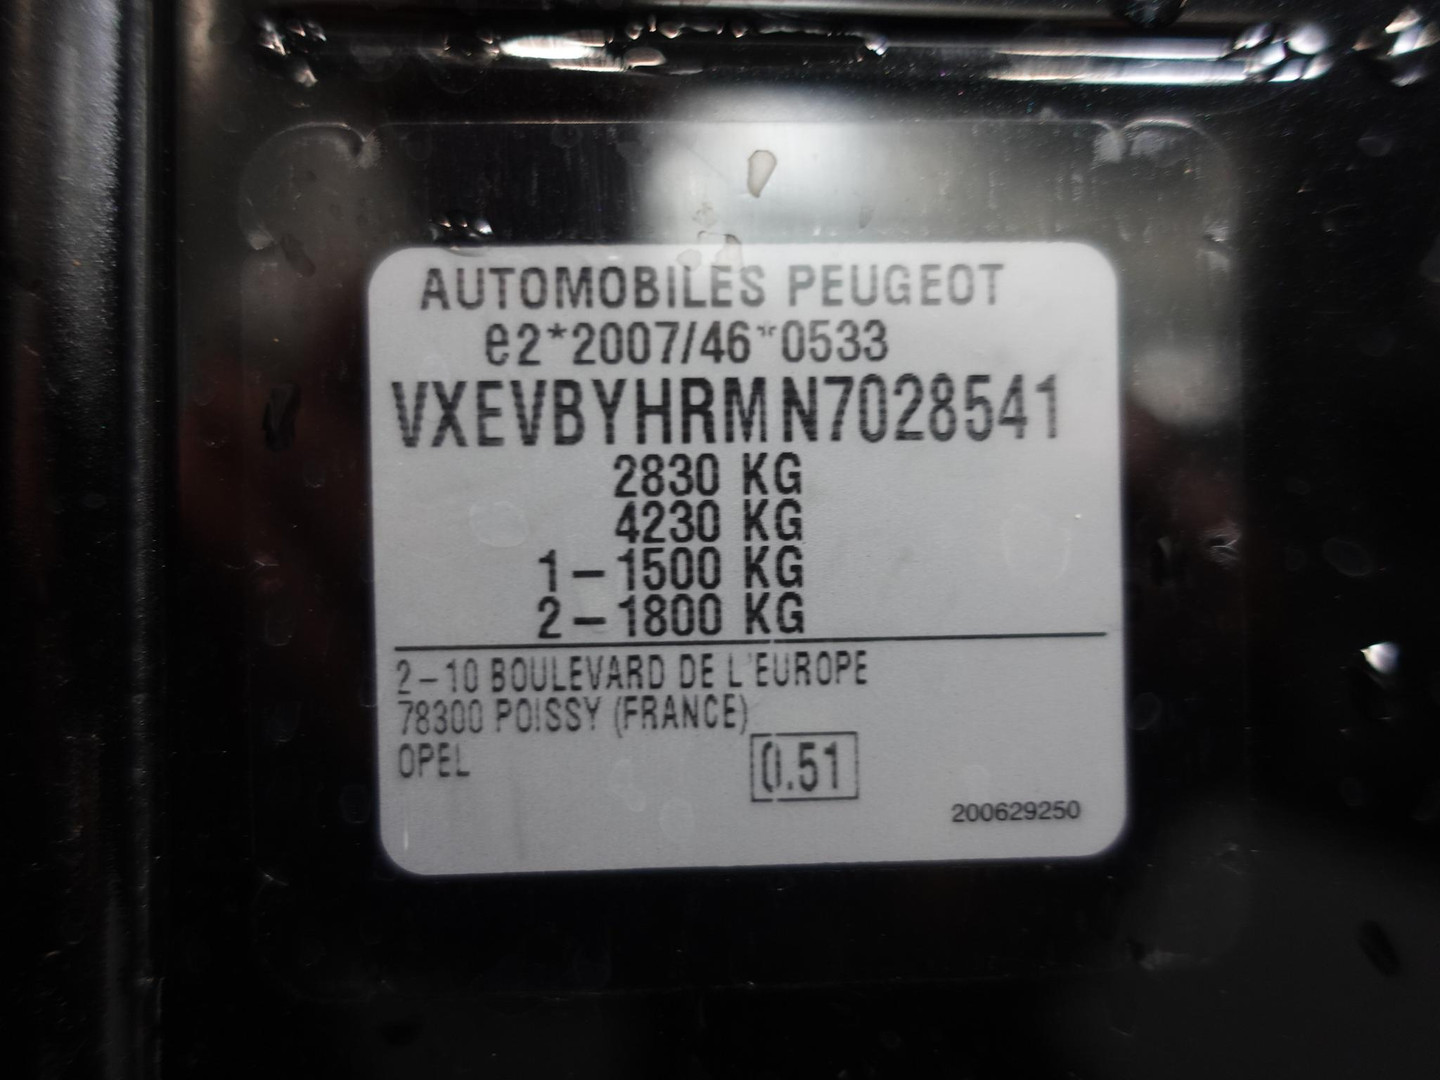 AUTOMOBILES PEUGEOT
e2*2007/46*0533
VXEVBYHRMN7028541
2830 KG
4230 KG
1-1500 KG
2-1800 KG
2-10 BOULEVARD DE L'EUROPE
78300 POISSY (FRANCE)
OPEL
0.51
200629250